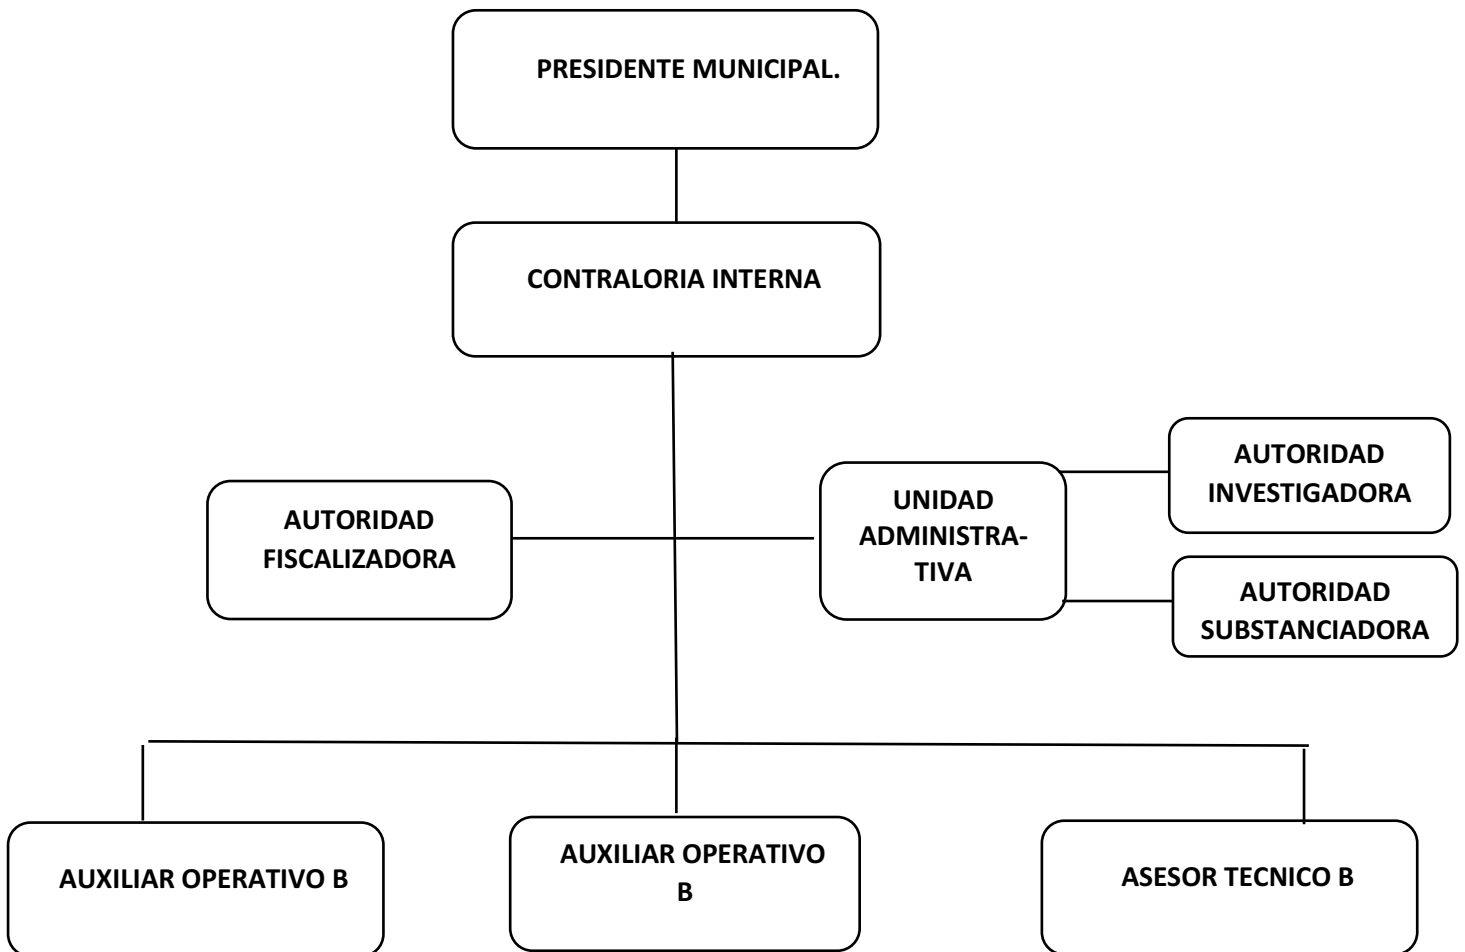 PRESIDENTE MUNICIPAL.
CONTRALORIA INTERNA
AUTORIDAD
FISCALIZADORA
UNIDAD
ADMINISTRA-
TIVA
AUTORIDAD
INVESTIGADORA
AUTORIDAD
SUBSTANCIADORA
AUXILIAR OPERATIVO B
AUXILIAR OPERATIVO
B
ASESOR TECNICO B